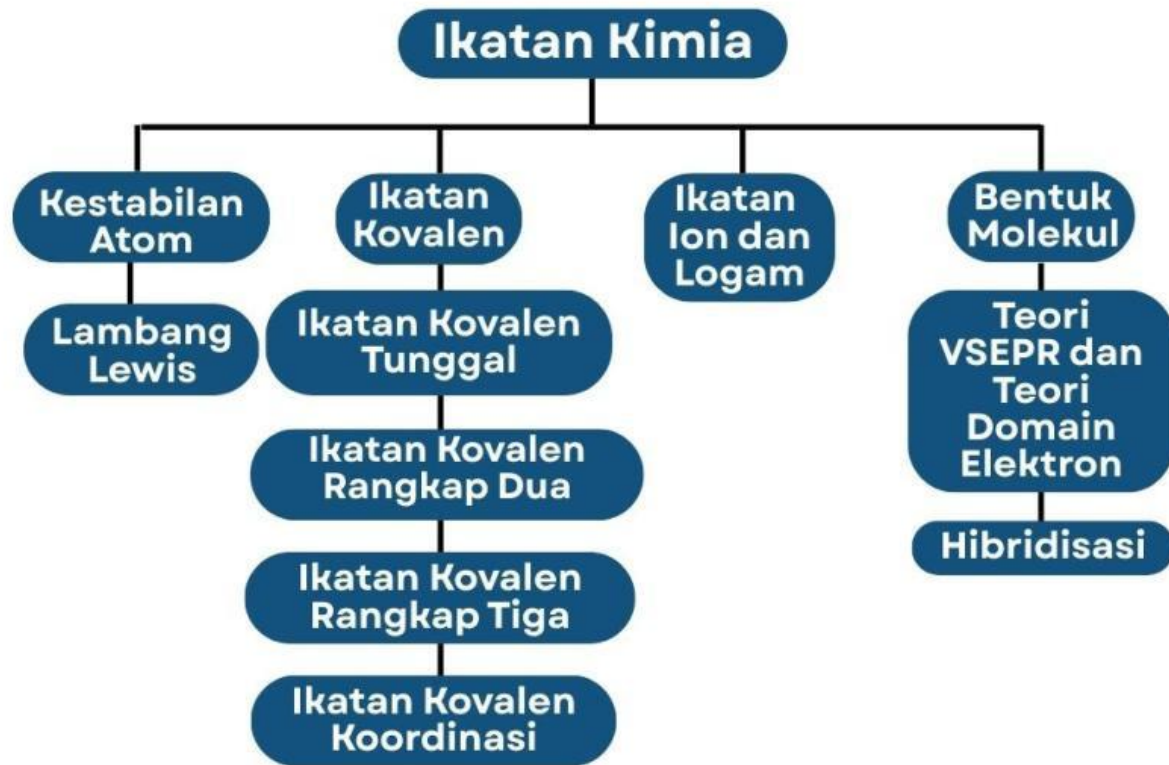 Ikatan Kimia
Kestabilan
Atom
Lambang
Lewis
Ikatan
Kovalen
Ikatan Kovalen
Tunggal
Ikatan Kovalen
Rangkap Dua
Ikatan Kovalen
Rangkap Tiga
Ikatan Kovalen
Koordinasi
Ikatan
Ion dan
Logam
Bentuk
Molekul
Teori
VSEPR dan
Teori
Domain
Elektron
Hibridisasi